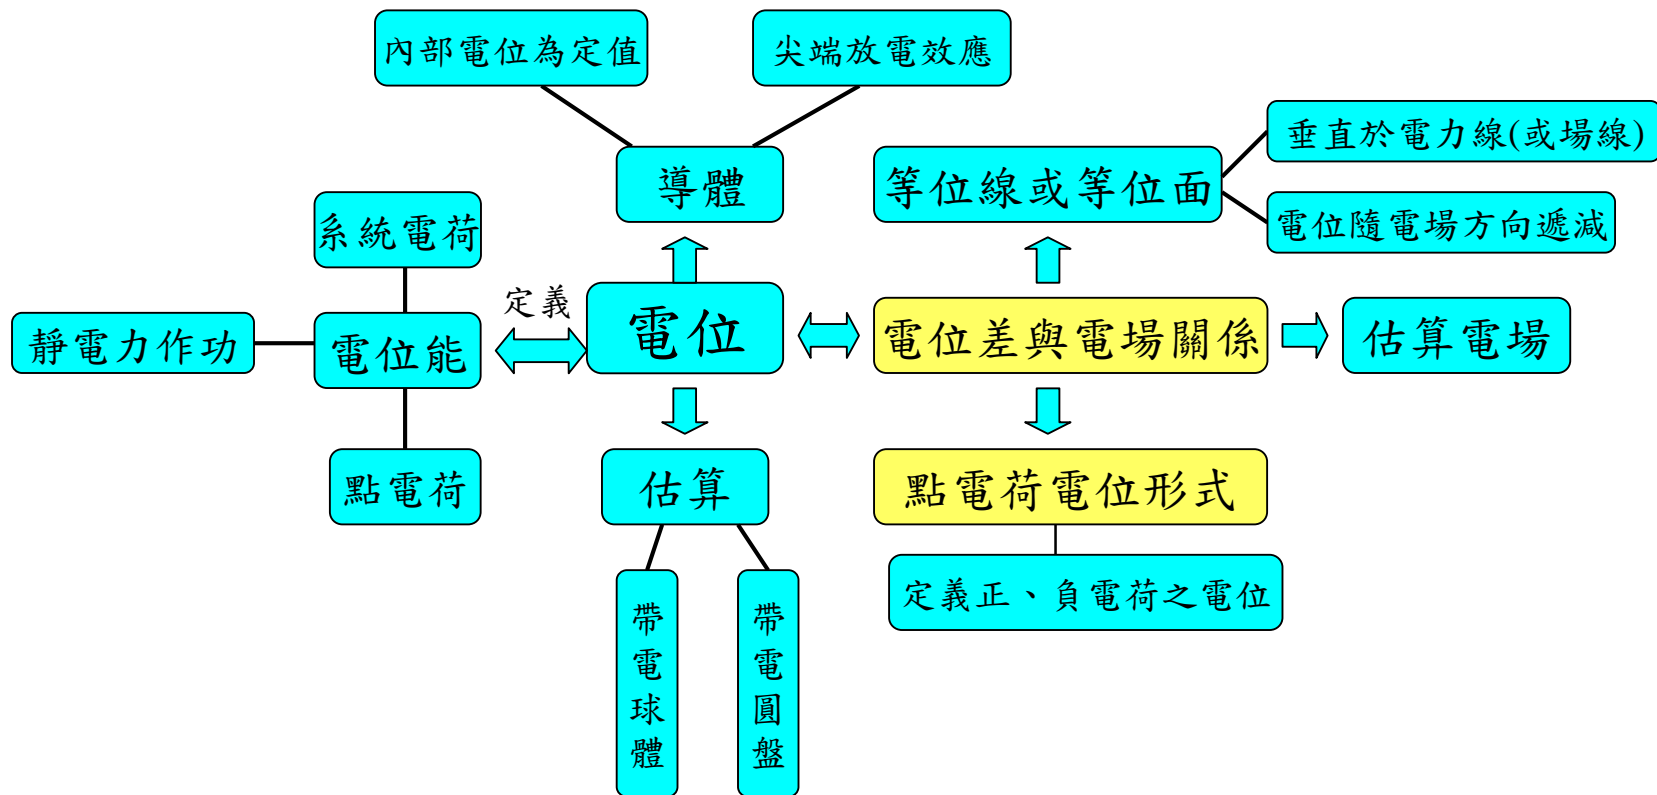 內部電位為定值
尖端放電效應
垂直於電力線(或場線)
導體
等位線或等位面
系統電荷
電位隨電場方向遞減
定義
靜電力作功
電位能
電位
電位差與電場關係
估算電場
點電荷
估算
點電荷電位形式
定義正、負電荷之電位
帶電球體
帶電圓盤